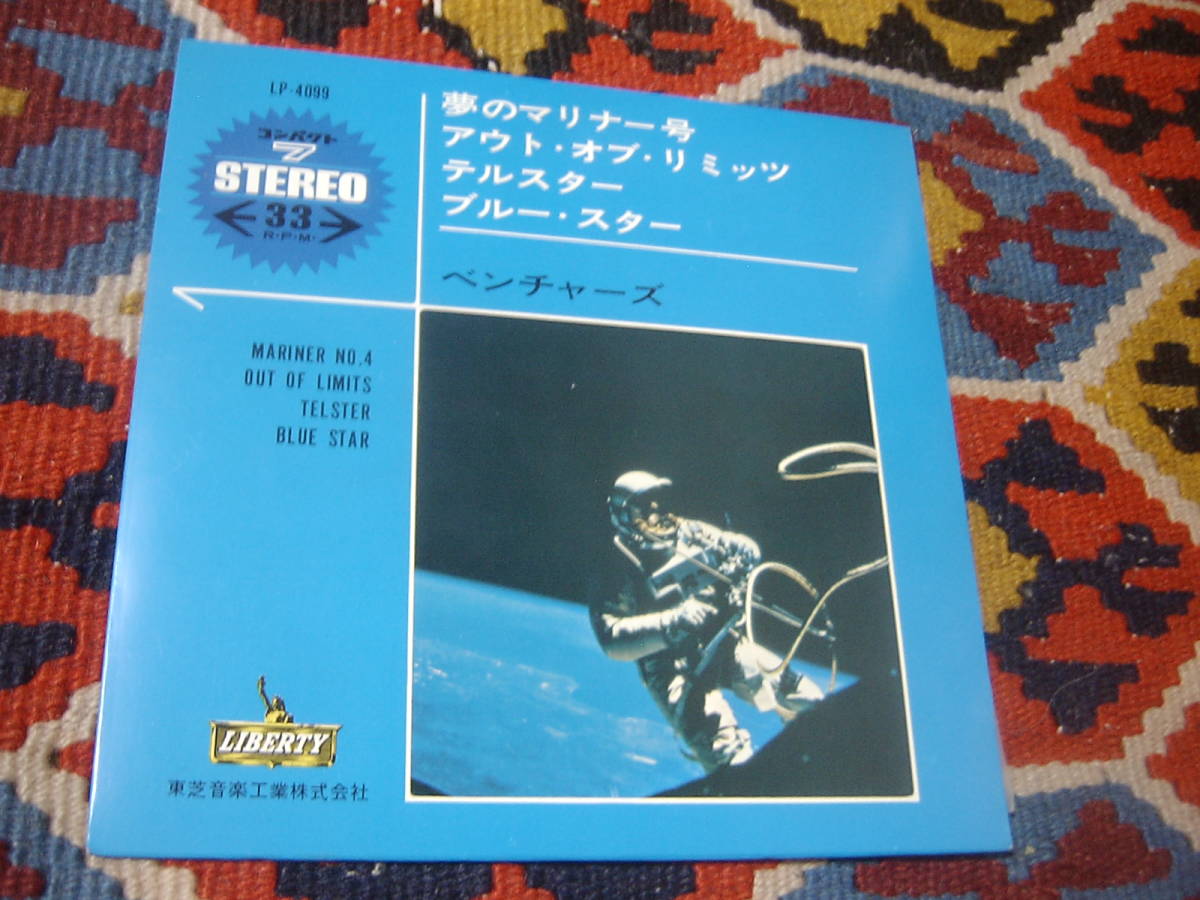 LP-4099
コンパクト
7
STEREO
33
R・P・M・
夢のマリナー号
アウト・オブ・リミッツ
テルスター
ブルー・スター
ベンチャーズ
MARINER NO.4
OUT OF LIMITS
TELSTER
BLUE STAR
LIBERTY
東芝音楽工業株式会社